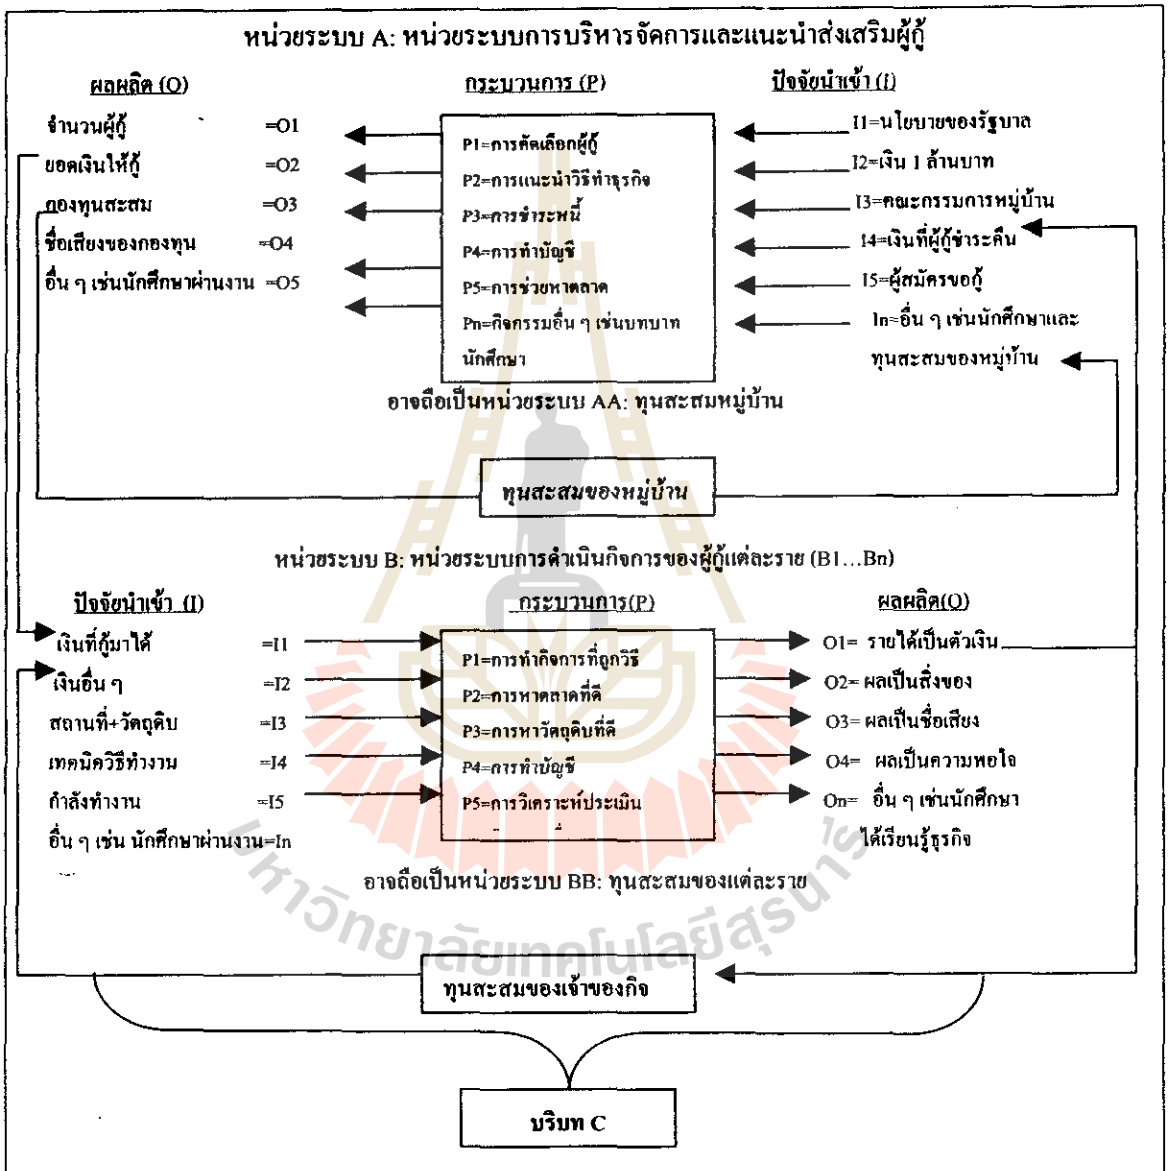 หน่วยระบบ A: หน่วยระบบการบริหารจัดการและแนะนำส่งเสริมผู้กู้
ผลผลิต (O) กระบวนการ (P) ปัจจัยนำเข้า (I)
จำนวนผู้กู้ =O1
ยอดเงินให้กู้ =O2
กองทุนสะสม =O3
ชื่อเสียงของกองทุน =O4
อื่น ๆ เช่นนักศึกษาผ่านงาน =O5
P1=การคัดเลือกผู้กู้
P2=การแนะนำวิธีทำธุรกิจ
P3=การชำระหนี้
P4=การทำบัญชี
P5=การช่วยหาตลาด
Pn=กิจกรรมอื่น ๆ เช่นบทบาท
นักศึกษา
I1=นโยบายของรัฐบาล
I2=เงิน 1 ล้านบาท
I3=คณะกรรมการหมู่บ้าน
I4=เงินที่ผู้กู้ชำระคืน
I5=ผู้สมัครขอกู้
In=อื่น ๆ เช่นนักศึกษาและ
ทุนสะสมของหมู่บ้าน
อาจถือเป็นหน่วยระบบ AA: ทุนสะสมหมู่บ้าน
ทุนสะสมของหมู่บ้าน
หน่วยระบบ B: หน่วยระบบการดำเนินกิจการของผู้กู้แต่ละราย (B1...Bn)
ปัจจัยนำเข้า (I) กระบวนการ(P) ผลผลิต(O)
เงินที่กู้มาได้ =I1
เงินอื่น ๆ =I2
สถานที่+วัตถุดิบ =I3
เทคนิควิธีทำงาน =I4
กำลังทำงาน =I5
อื่น ๆ เช่น นักศึกษาผ่านงาน=In
P1=การทำกิจการที่ถูกวิธี
P2=การหาตลาดที่ดี
P3=การหาวัตถุดิบที่ดี
P4=การทำบัญชี
P5=การวิเคราะห์ประเมิน
O1= รายได้เป็นตัวเงิน
O2= ผลเป็นสิ่งของ
O3= ผลเป็นชื่อเสียง
O4= ผลเป็นความพอใจ
On= อื่น ๆ เช่นนักศึกษา
ได้เรียนรู้ธุรกิจ
อาจถือเป็นหน่วยระบบ BB: ทุนสะสมของแต่ละราย
มหาวิทยาลัยเทคโนโลยีสุรนารี
ทุนสะสมของเจ้าของกิจ
บริบท C